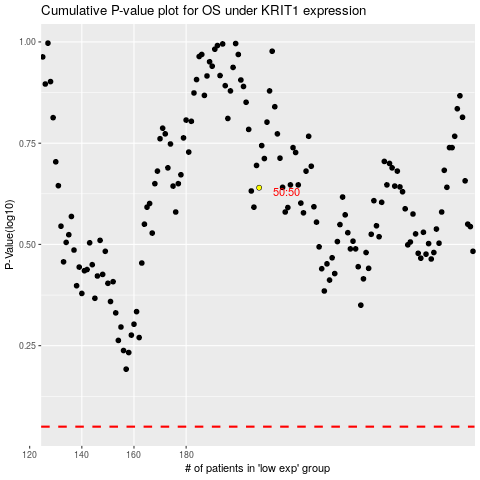 Cumulative P-value plot for OS under KRIT1 expression
P-Value(log10)
1.00
0.75
0.50
0.25
50:50
120 140 160 180
# of patients in 'low exp' group